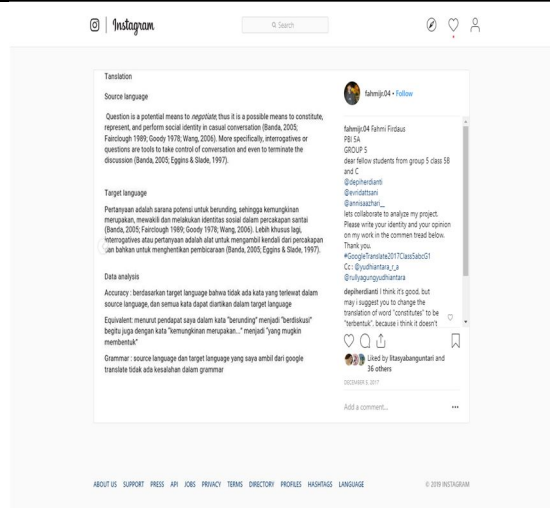 Instagram
Search
Tanslation
Source language
Question is a potential means to negotiate; thus it is a possible means to constitute,
represent, and perform social identity in casual conversation (Banda, 2005;
Fairclough 1989; Goody 1978; Wang, 2006). More specifically, interrogatives or
questions are tools to take control of conversation and even to terminate the
discussion (Banda, 2005; Eggins & Slade, 1997).
Target language
Pertanyaan adalah sarana potensi untuk berunding, sehingga kemungkinan
merupakan, mewakili dan melakukan identitas sosial dalam percakapan santai
(Banda, 2005; Fairclough 1989; Goody 1978; Wang, 2006). Lebih khusus lagi,
interrogatives atau pertanyaan adalah alat untuk mengambil kendali dari percakapan
dan bahkan untuk menghentikan pembicaraan (Banda, 2005; Eggins & Slade, 1997).
Data analysis
Accuracy : berdasarkan target language bahwa tidak ada kata yang terlewat dalam
source language, dan semua kata dapat diartikan dalam target language
Equivalent: menurut pendapat saya dalam kata "berunding" menjadi "berdiskusi"
begitu juga dengan kata "kemungkinan merupakan..." menjadi "yang mugkin
membentuk"
Grammar : source language dan target language yang saya ambil dari google
translate tidak ada kesalahan dalam grammar
fahmijr.04 • Follow
fahmijr.04 Fahmi Firdaus
PBI 5A
GROUP 5
dear fellow students from group 5 class 5B
and C
@depiherdianti
@evridattsani
@annisaazhari__
lets collaborate to analyze my project.
Please write your identity and your opinion
on my work in the commen tread below.
Thank you.
#GoogleTranslate2017ClassSabcG1
Cc : @yudhiantara_r_a
@rullyagungyudhiantara
depiherdianti I think it's good, but
may i suggest you to change the
translation of word "constitutes" to be
"terbentuk", because i think it doesn't
Liked by litasyabanguntari and
36 others
DECEMBER 6, 2017
Add a comment...
ABOUT US SUPPORT PRESS API JOBS PRIVACY TERMS DIRECTORY PROFILES HASHTAGS LANGUAGE
© 2019 INSTAGRAM